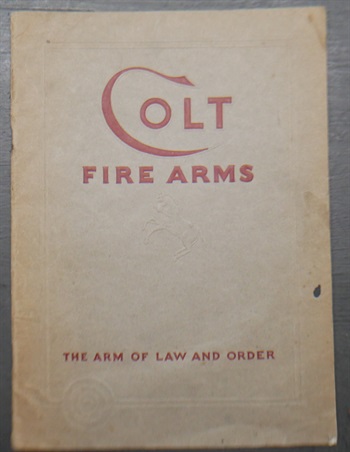 COLT
FIRE ARMS
THE ARM OF LAW AND ORDER